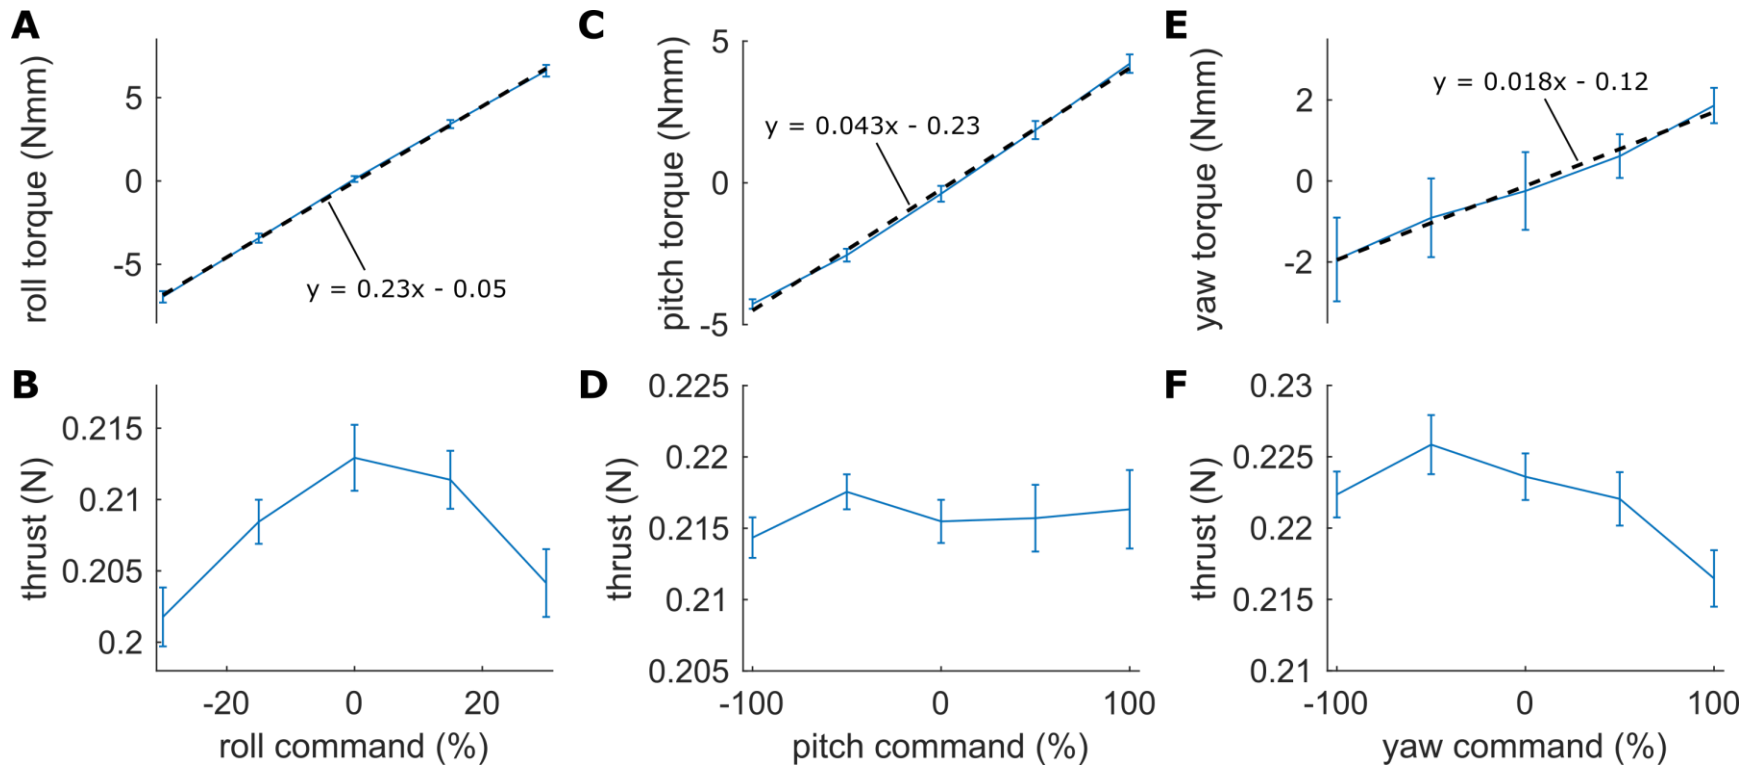 A
roll torque (Nmm)
5
0
-5
y = 0.23x - 0.05
C
pitch torque (Nmm)
5
0
-5
y = 0.043x - 0.23
E
yaw torque (Nmm)
2
0
-2
y = 0.018x - 0.12
B
thrust (N)
0.215
0.21
0.205
0.2
-20 0 20
roll command (%)
D
thrust (N)
0.225
0.22
0.215
0.21
0.205
-100 0 100
pitch command (%)
F
thrust (N)
0.23
0.225
0.22
0.215
0.21
-100 0 100
yaw command (%)